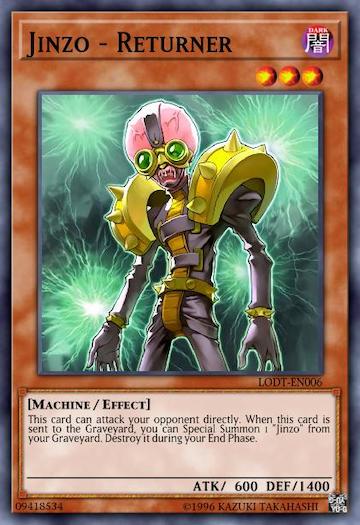 Jinzo - Returner
DARK
闇
LODT-EN006
[Machine / Effect]
This card can attack your opponent directly. When this card is
sent to the Graveyard, you can Special Summon 1 "Jinzo" from
your Graveyard. Destroy it during your End Phase.
ATK/ 600 DEF/1400
09418534
©1996 KAZUKI TAKAHASHI